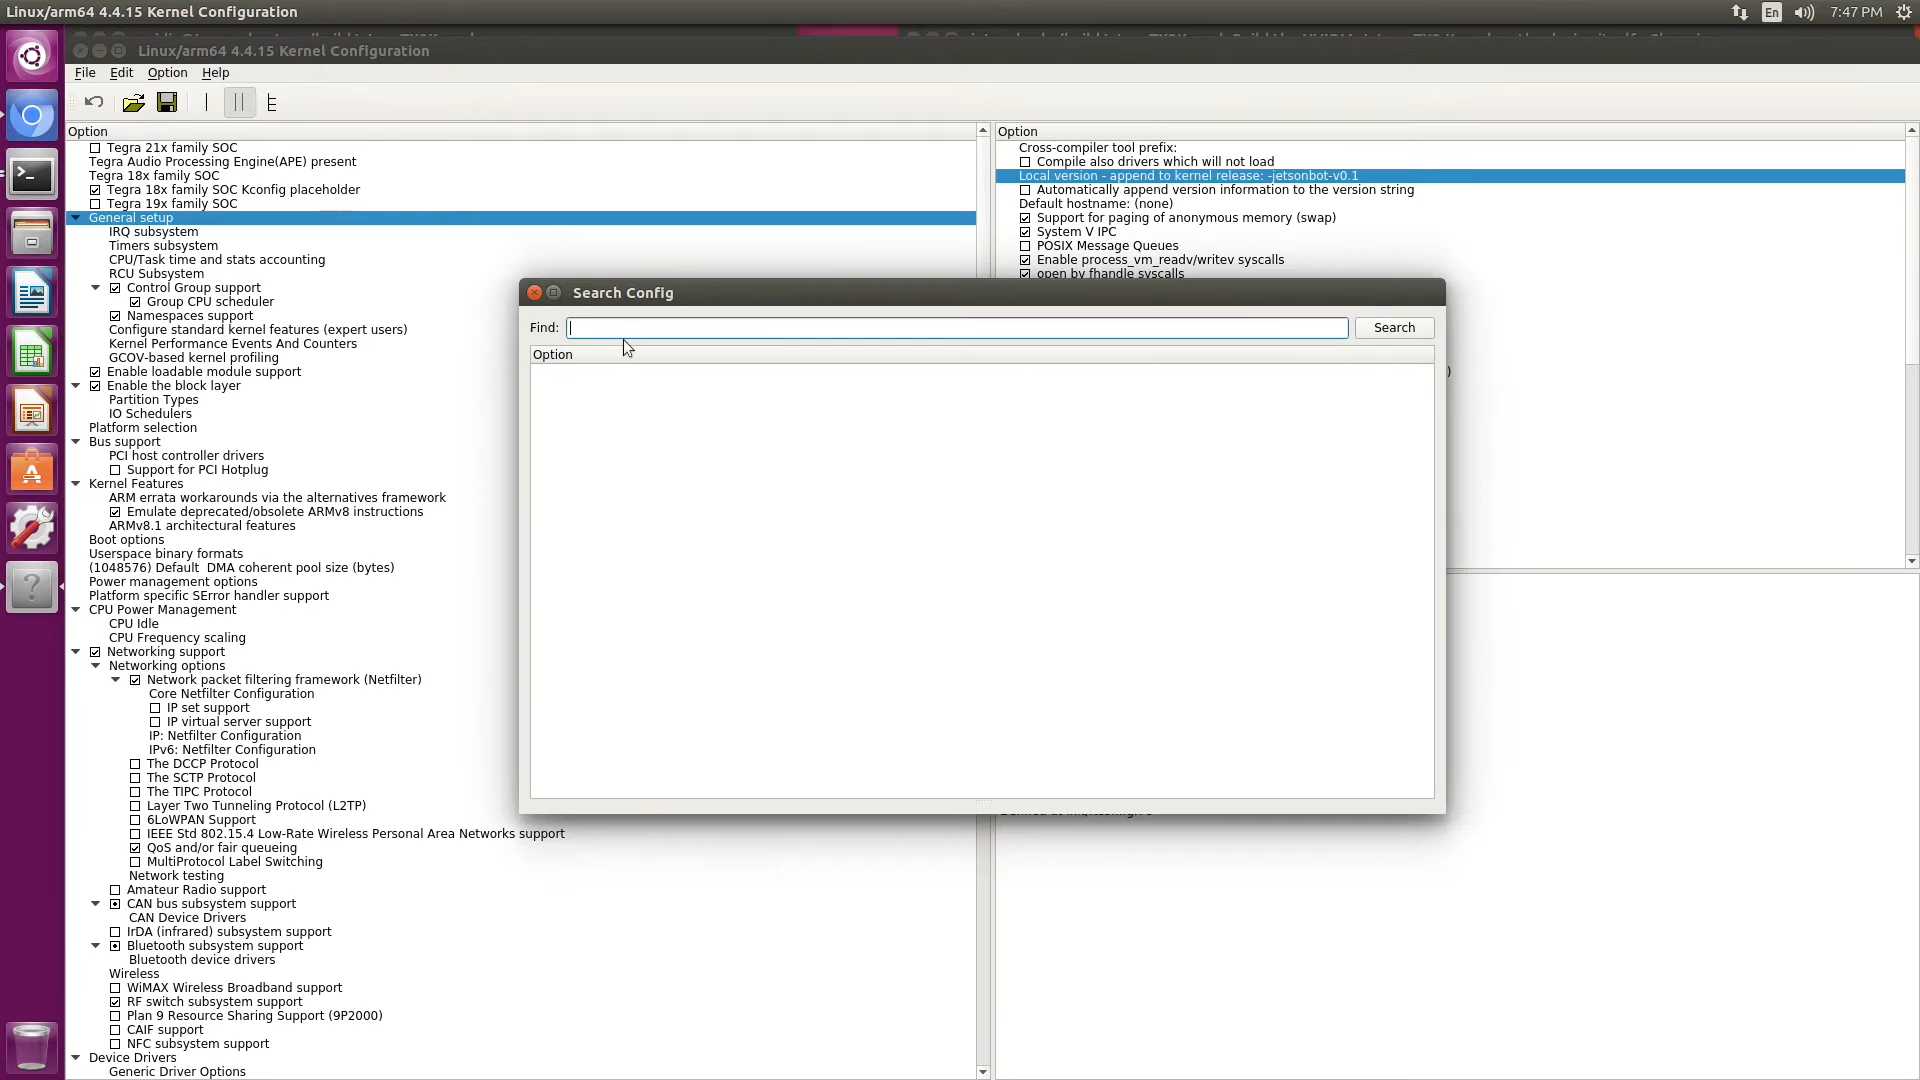 Linux/arm64 4.4.15 Kernel Configuration
En
7:47 PM
Linux/arm64 4.4.15 Kernel Configuration
File Edit Option Help
Option
Tegra 21x family SOC
Tegra Audio Processing Engine(APE) present
Tegra 18x family SOC
Tegra 18x family SOC Kconfig placeholder
Tegra 19x family SOC
General setup
IRQ subsystem
Timers subsystem
CPU/Task time and stats accounting
RCU Subsystem
Control Group support
Group CPU scheduler
Namespaces support
Configure standard kernel features (expert users)
Kernel Performance Events And Counters
GCOV-based kernel profiling
Enable loadable module support
Enable the block layer
Partition Types
IO Schedulers
Platform selection
Bus support
PCI host controller drivers
Support for PCI Hotplug
Kernel Features
ARM errata workarounds via the alternatives framework
Emulate deprecated/obsolete ARMv8 instructions
ARMv8.1 architectural features
Boot options
Userspace binary formats
(1048576) Default  DMA coherent pool size (bytes)
Power management options
Platform specific SError handler support
CPU Power Management
CPU Idle
CPU Frequency scaling
Networking support
Networking options
Network packet filtering framework (Netfilter)
Core Netfilter Configuration
IP set support
IP virtual server support
IP: Netfilter Configuration
IPv6: Netfilter Configuration
The DCCP Protocol
The SCTP Protocol
The TIPC Protocol
Layer Two Tunneling Protocol (L2TP)
6LoWPAN Support
IEEE Std 802.15.4 Low-Rate Wireless Personal Area Networks support
QoS and/or fair queueing
MultiProtocol Label Switching
Network testing
Amateur Radio support
CAN bus subsystem support
CAN Device Drivers
IrDA (infrared) subsystem support
Bluetooth subsystem support
Bluetooth device drivers
Wireless
WiMAX Wireless Broadband support
RF switch subsystem support
Plan 9 Resource Sharing Support (9P2000)
CAIF support
NFC subsystem support
Device Drivers
Generic Driver Options
Option
Cross-compiler tool prefix:
Compile also drivers which will not load
Local version - append to kernel release: -jetsonbot-v0.1
Automatically append version information to the version string
Default hostname: (none)
Support for paging of anonymous memory (swap)
System V IPC
POSIX Message Queues
Enable process_vm_readv/writev syscalls
open by fhandle syscalls
)
Search Config
Find:
Search
Option